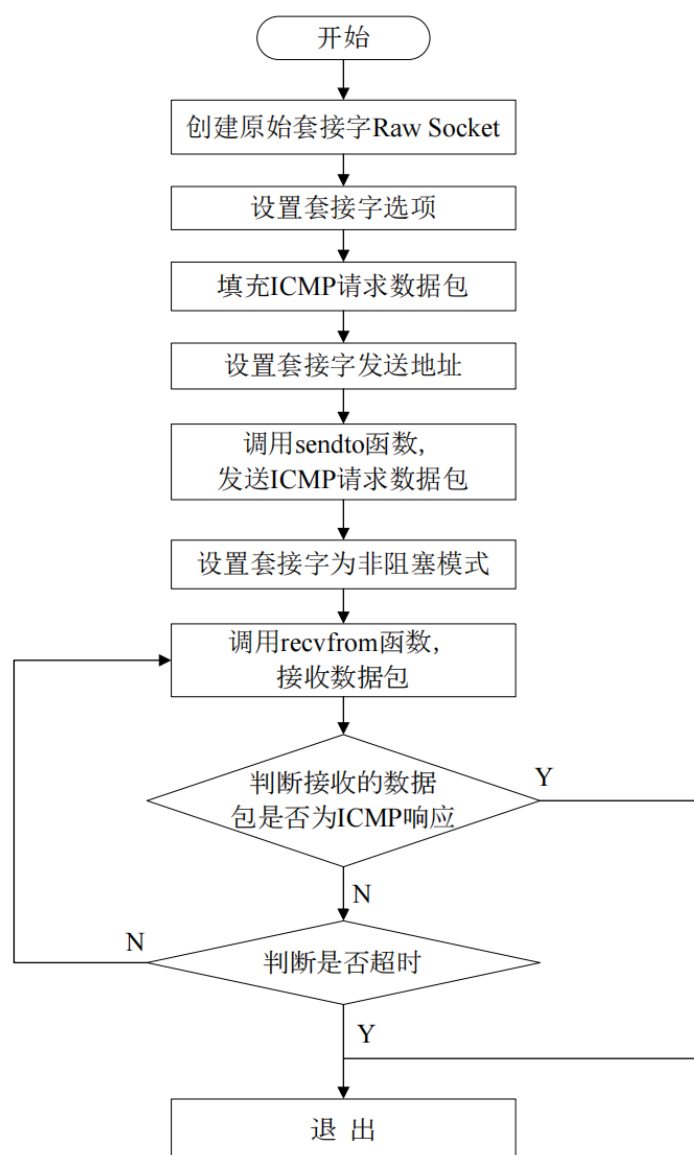 开始
创建原始套接字Raw Socket
设置套接字选项
填充ICMP请求数据包
设置套接字发送地址
调用sendto函数,
发送ICMP请求数据包
设置套接字为非阻塞模式
调用recvfrom函数,
接收数据包
判断接收的数据
包是否为ICMP响应
Y
N
判断是否超时
N
Y
退 出